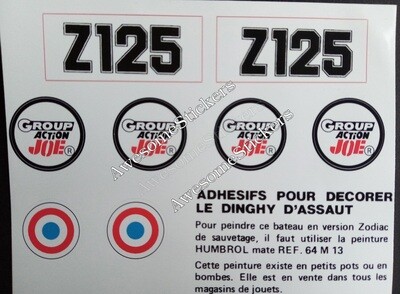 Z125 Z125
GROUP ACTION JOE ® GROUP ACTION JOE ® GROUP ACTION JOE ® GROUP ACTION JOE ®
AwesomeStickers
AwesomeStickers
AwesomeStickers
ADHESIFS POUR DECORER
LE DINGHY D'ASSAUT
Pour peindre ce bateau en version Zodiac
de sauvetage, il faut utiliser la peinture
HUMBROL mate REF. 64 M 13
Cette peinture existe en petits pots ou en
bombes. Elle est en vente dans tous les
magasins de jouets.